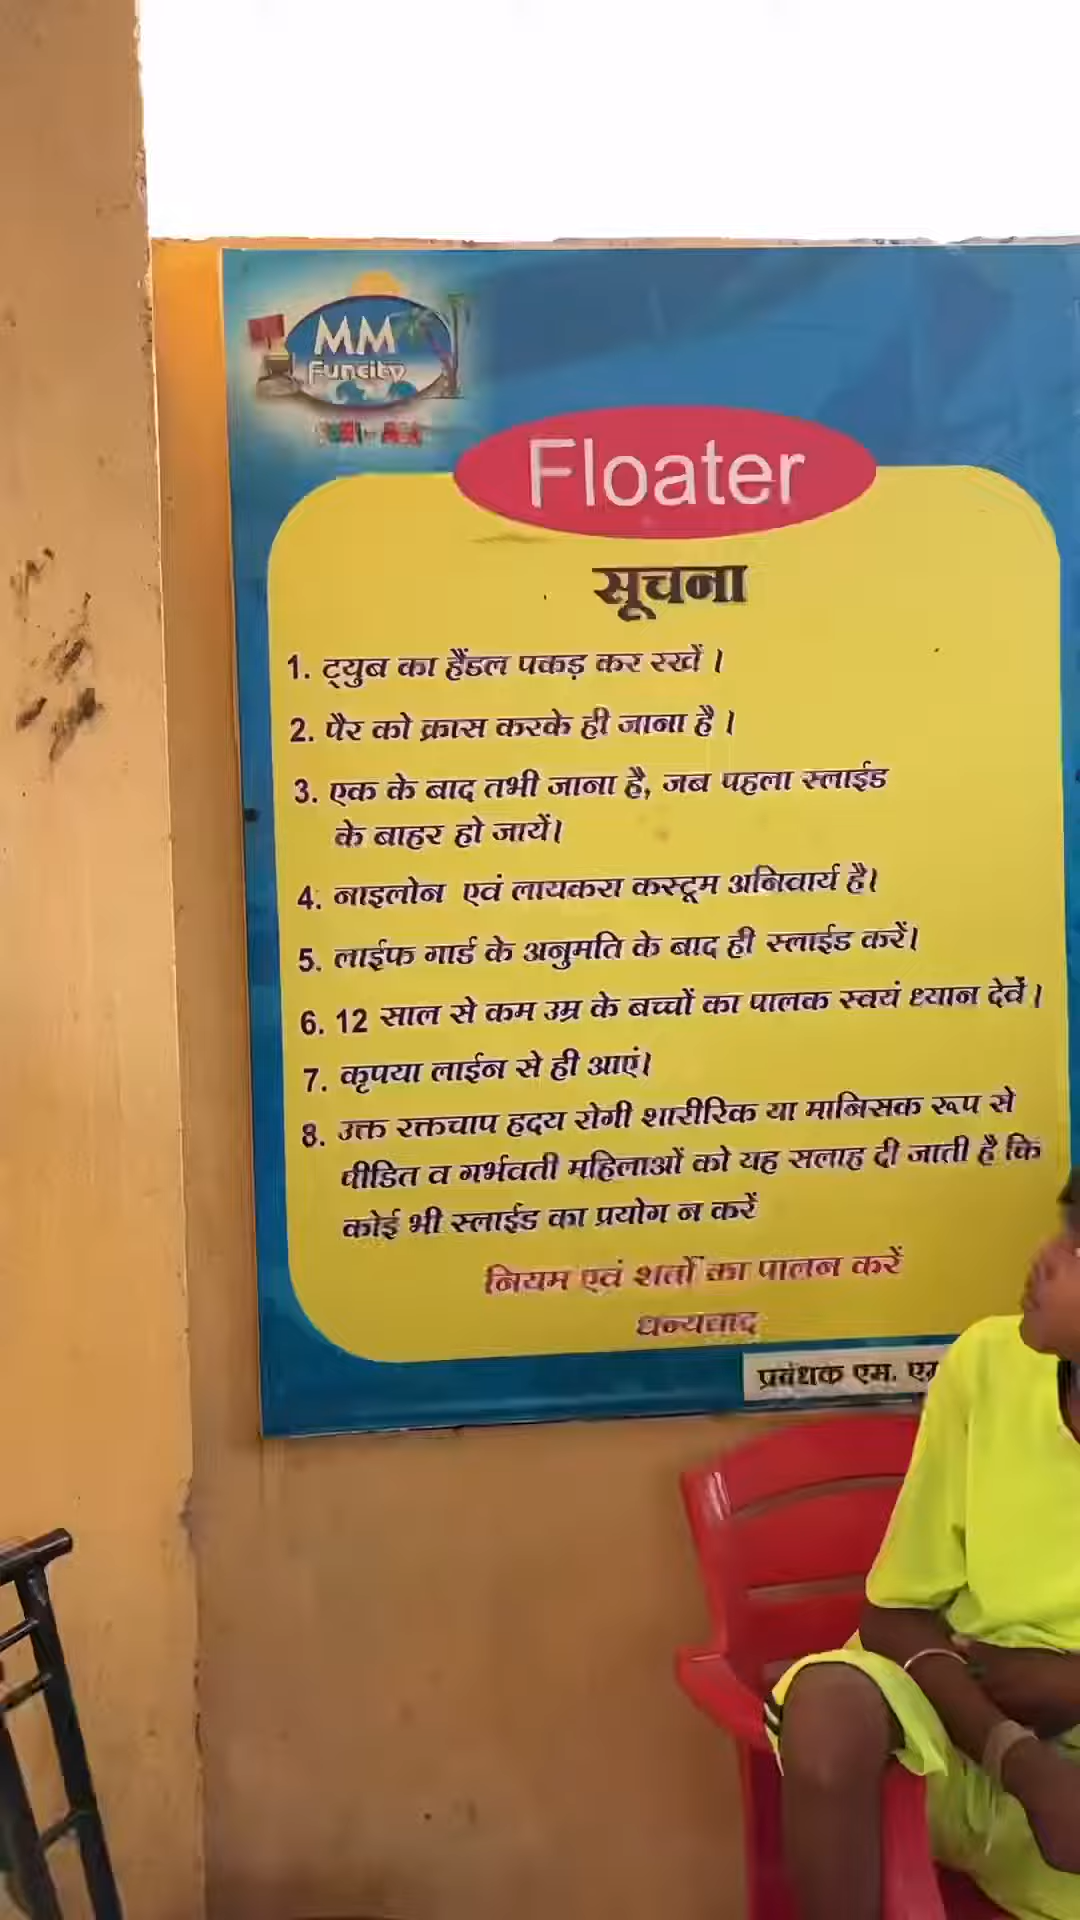 MM
Funcity
Floater
सूचना
1. ट्युब का हैंडल पकड़ कर रखें ।
2. पैर को क्रास करके ही जाना है ।
3. एक के बाद तभी जाना है, जब पहला स्लाईड
के बाहर हो जायें।
4. नाइलोन एवं लायकरा कस्टूम अनिवार्य है।
5. लाईफ गार्ड के अनुमति के बाद ही स्लाईड करें।
6. 12 साल से कम उम्र के बच्चों का पालक स्वयं ध्यान देवें ।
7. कृपया लाईन से ही आएं।
8. उक्त रक्तचाप हृदय रोगी शारीरिक या मानिसक रूप से
पीडित व गर्भवती महिलाओं को यह सलाह दी जाती है कि
कोई भी स्लाईड का प्रयोग न करें
नियम एवं शर्तों का पालन करें
धन्यवाद
प्रबंधक एम.